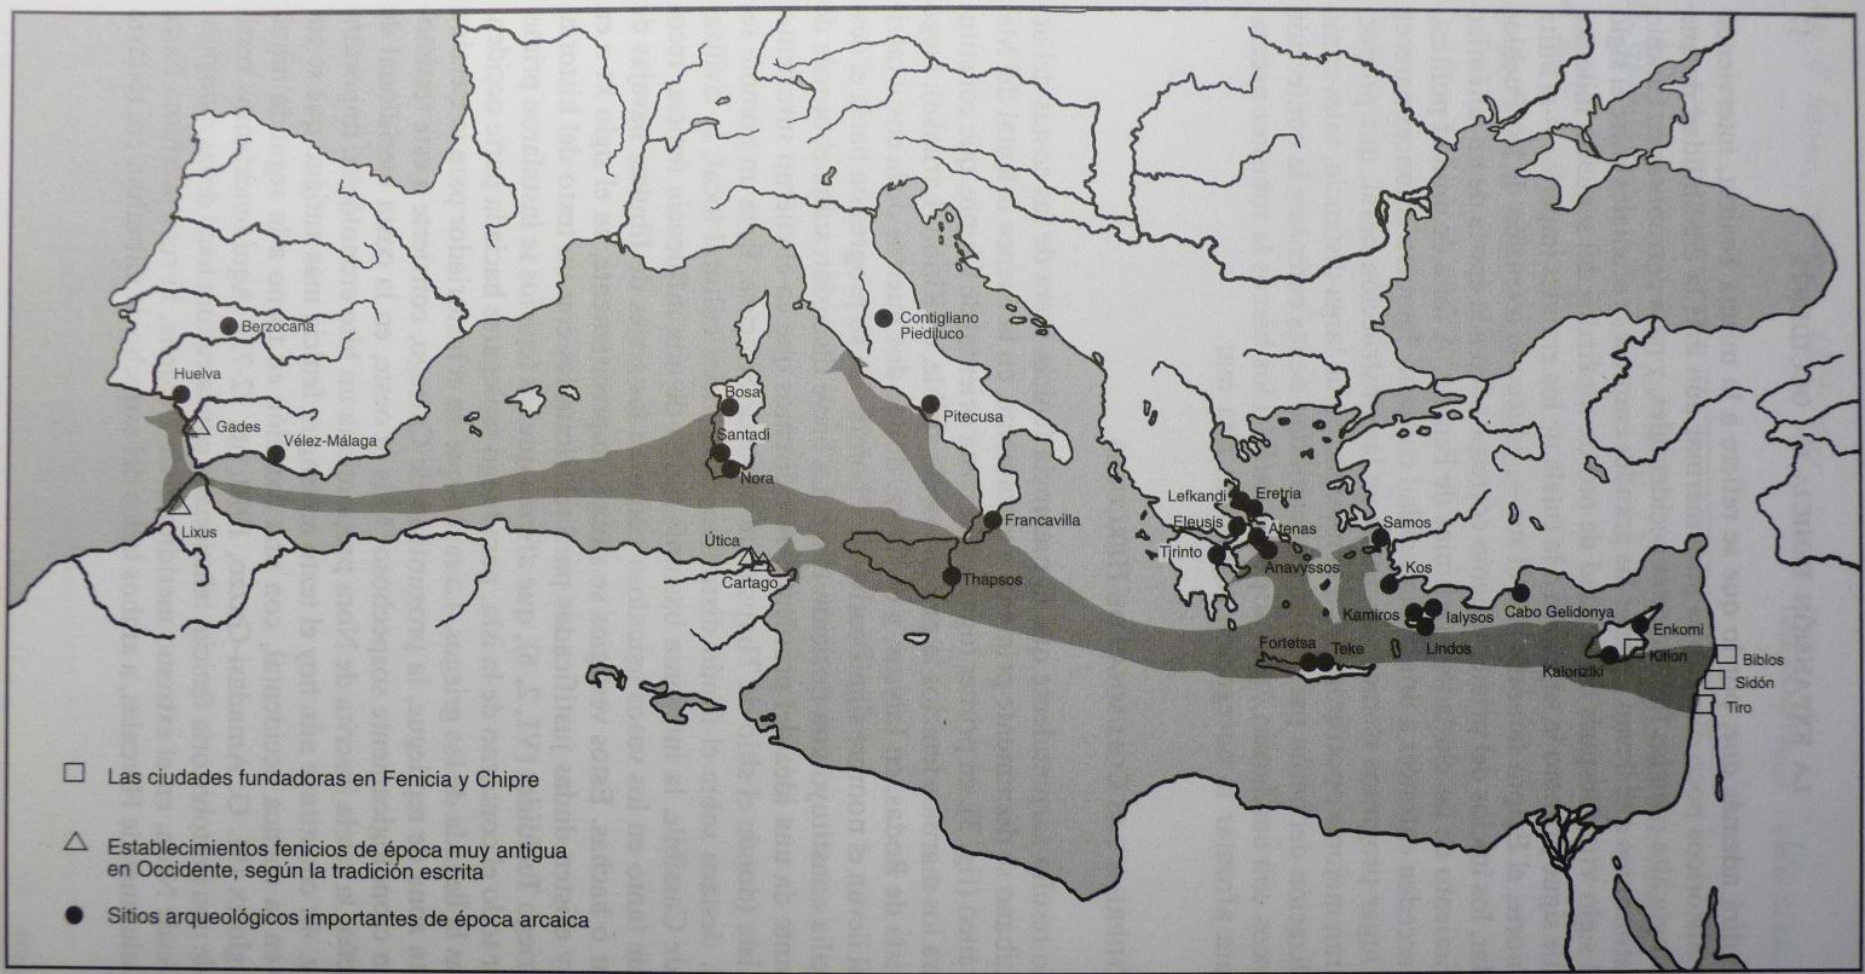 Berzocana
Huelva
Gades
Vélez-Málaga
Lixus
Bosa
Santadi
Nora
Útica
Cartago
Contigliano
Piediluco
Pitecusa
Francavilla
Thapsos
Lefkandi
Eretria
Eleusis
Atenas
Tirinto
Anavyssos
Samos
Kos
Kamiros
Ialysos
Lindos
Cabo Gelidonya
Fortetsa
Teke
Enkomi
Kition
Kaloriziki
Biblos
Sidón
Tiro
Las ciudades fundadoras en Fenicia y Chipre
Establecimientos fenicios de época muy antigua
en Occidente, según la tradición escrita
Sitios arqueológicos importantes de época arcaica